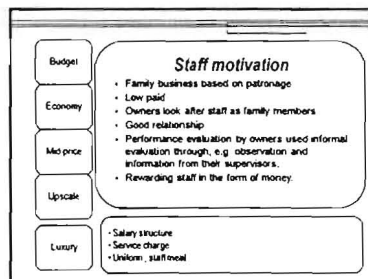 Budget
Economy
Mid price
Upscale
Luxury
Staff motivation
• Family business based on patronage
• Low paid
• Owners look after staff as family members
• Good relationship
• Performance evaluation by owners used informal
evaluation through, e.g. observation and
information from their supervisors.
• Rewarding staff in the form of money.
• Salary structure
• Service charge
• Uniform, staff meal